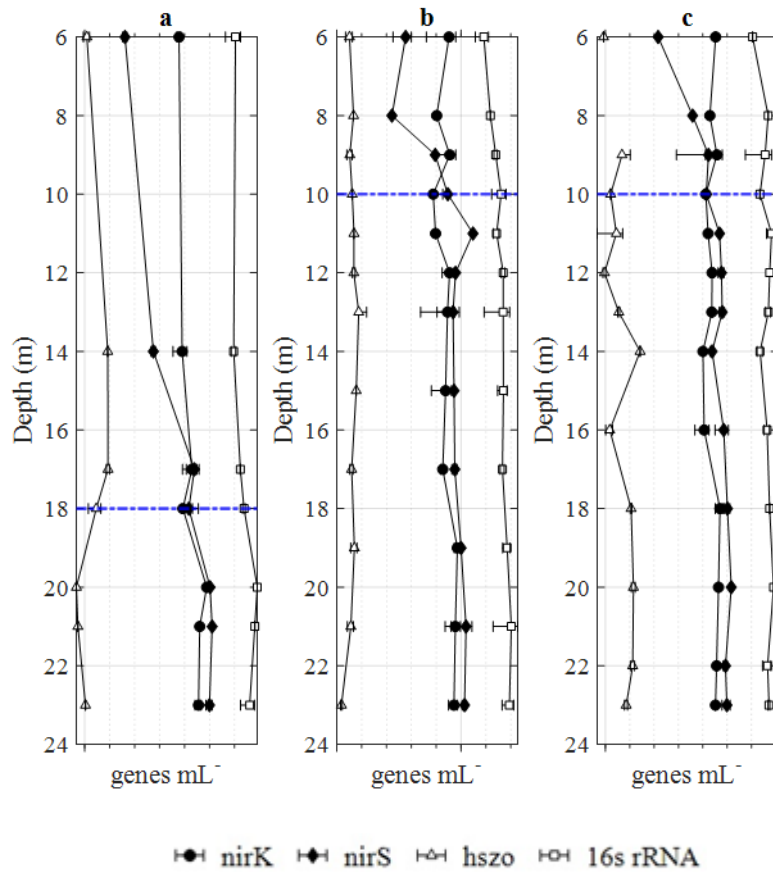 a b c
6 6 6
8 8 8
10 10 10
12 12 12
14 14 14
16 16 16
18 18 18
20 20 20
22 22 22
24 24 24
Depth (m) Depth (m) Depth (m)
genes mL⁻ genes mL⁻ genes mL⁻
nirK nirS hszo 16s rRNA